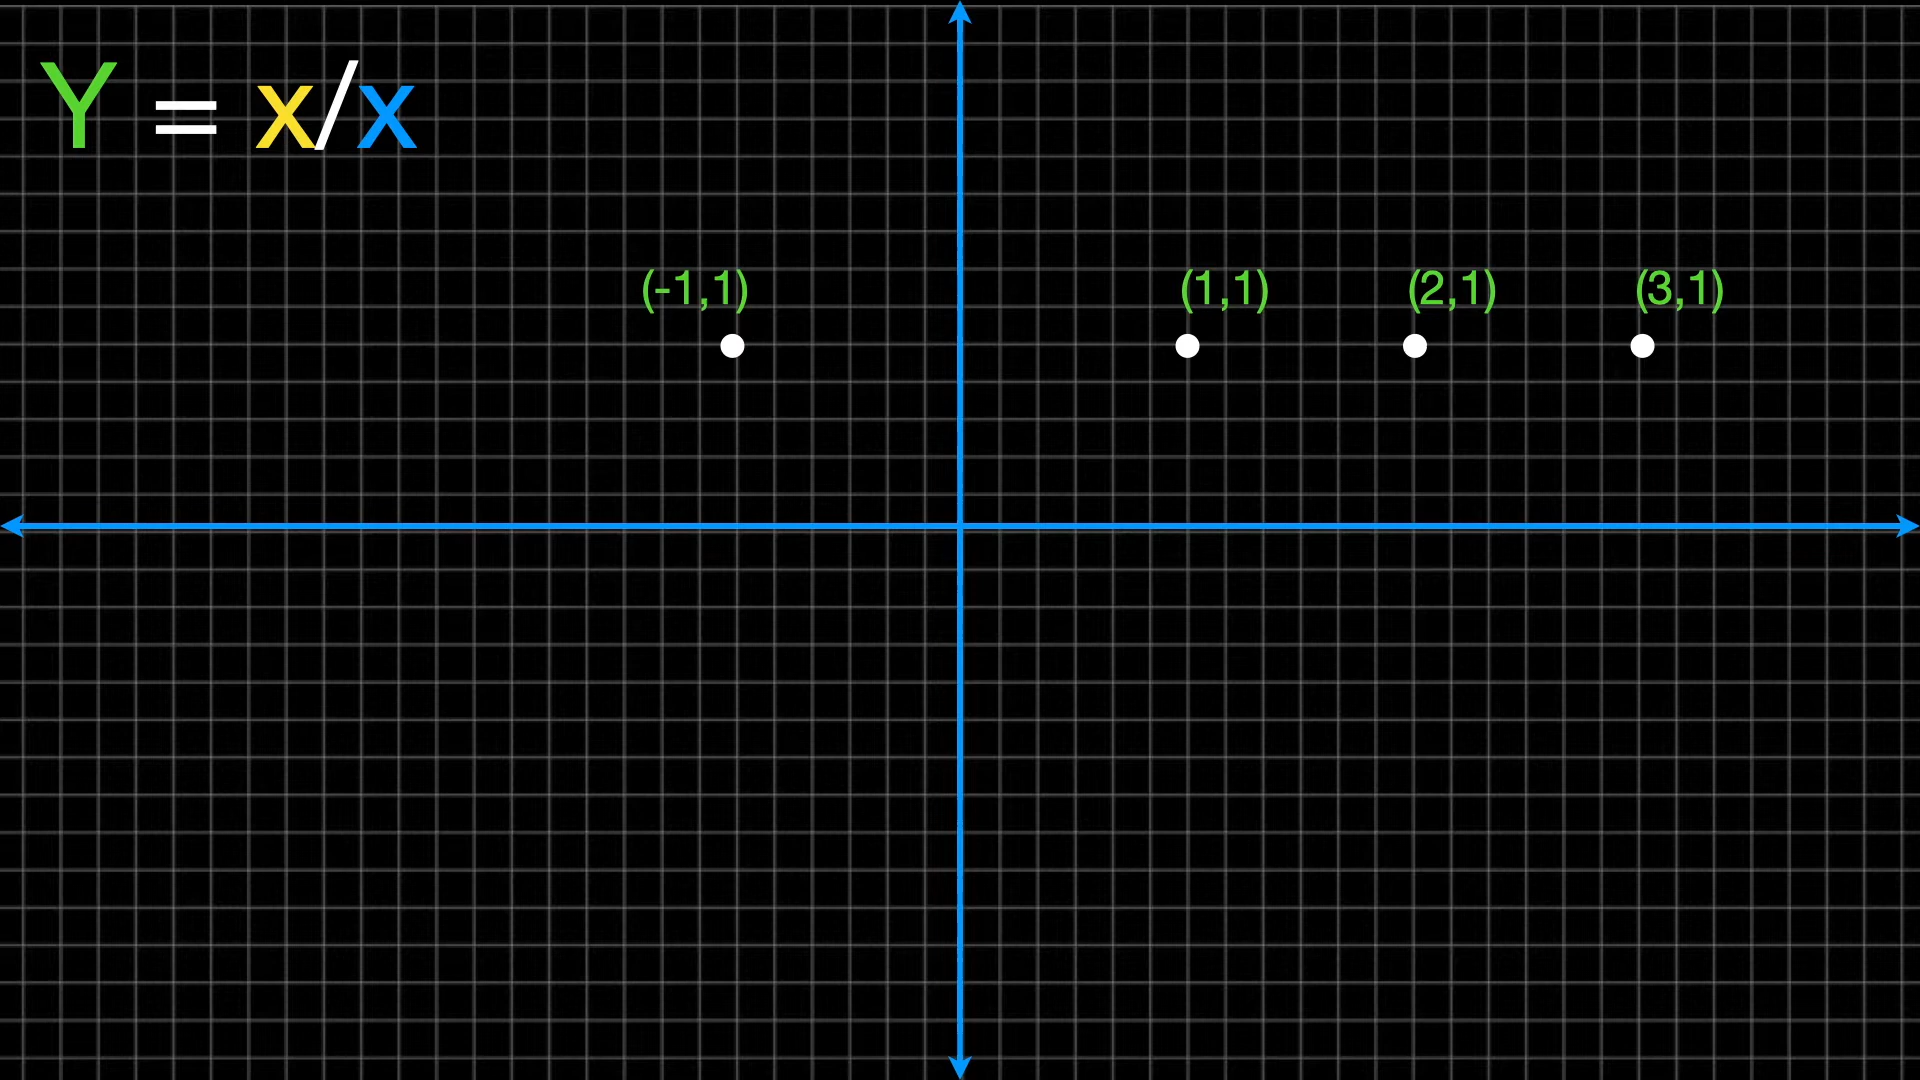 Y = x/x
(-1,1) (1,1) (2,1) (3,1)